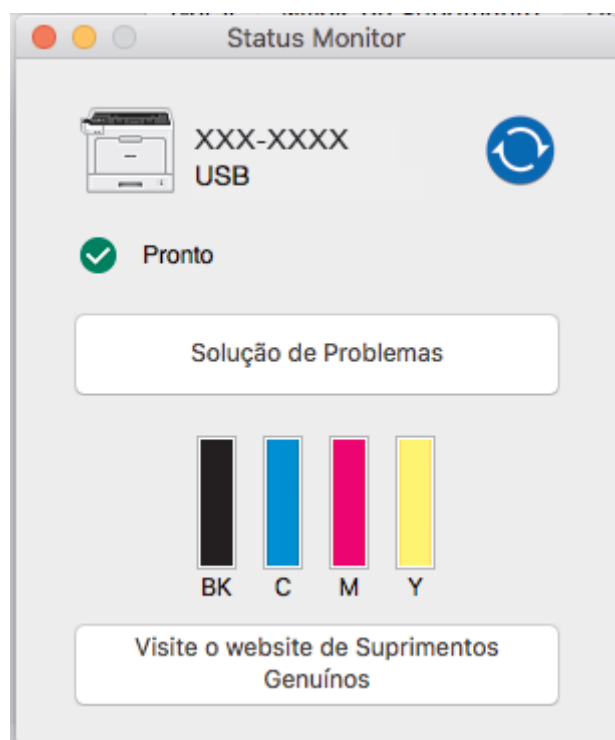 Status Monitor
XXX-XXXX
USB
Pronto
Solução de Problemas
BK C M Y
Visite o website de Suprimentos
Genuínos